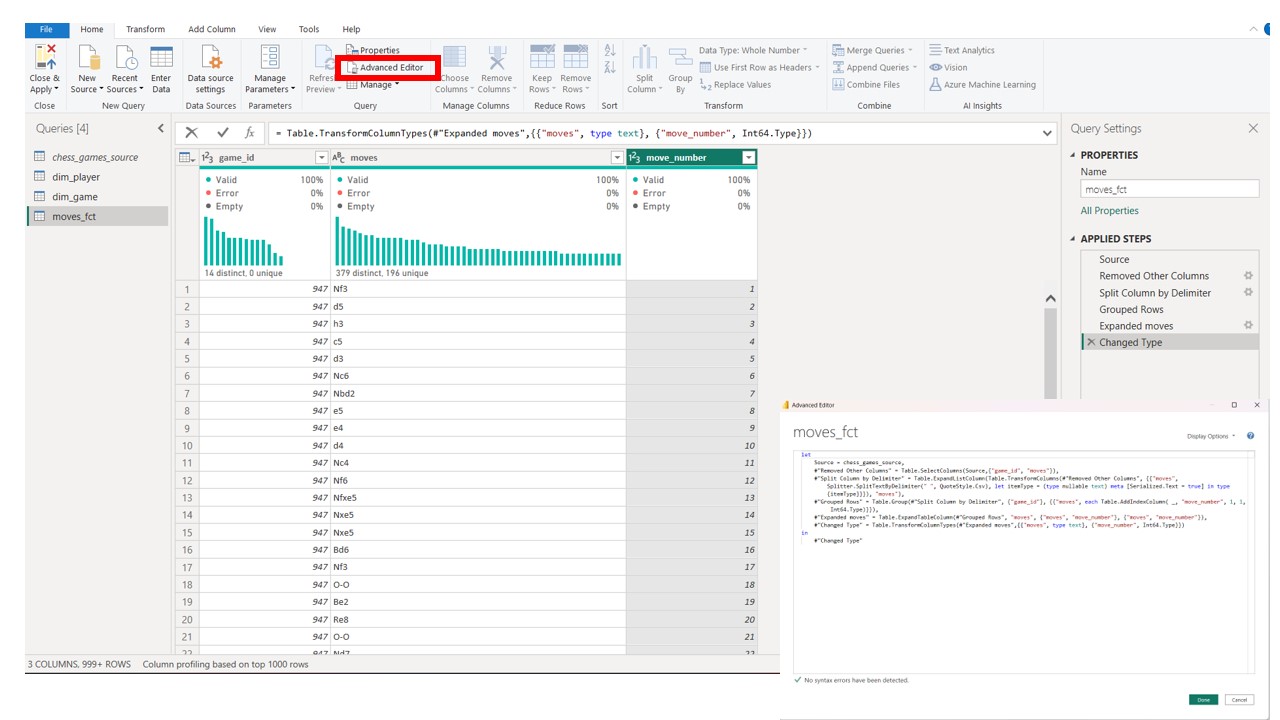 File Home Transform Add Column View Tools Help
Close & Apply
New Source
Recent Sources
Enter Data
Data source settings
Manage Parameters
Refresh Preview
Properties
Advanced Editor
Manage
Choose Columns
Remove Columns
Keep Rows
Remove Rows
Split Column
Group By
Data Type: Whole Number
Use First Row as Headers
Replace Values
Merge Queries
Append Queries
Combine Files
Text Analytics
Vision
Azure Machine Learning
Close New Query Data Sources Parameters Query Manage Columns Reduce Rows Sort Transform Combine AI Insights
Queries [4]
chess_games_source
dim_player
dim_game
moves_fct
fx = Table.TransformColumnTypes(#"Expanded moves",{{"moves", type text}, {"move_number", Int64.Type}})
123 game_id ABC moves 123 move_number
Valid 100% Valid 100% Valid 100%
Error 0% Error 0% Error 0%
Empty 0% Empty 0% Empty 0%
14 distinct, 0 unique 379 distinct, 196 unique
1 947 Nf3 1
2 947 d5 2
3 947 h3 3
4 947 c5 4
5 947 d3 5
6 947 Nc6 6
7 947 Nbd2 7
8 947 e5 8
9 947 e4 9
10 947 d4 10
11 947 Nc4 11
12 947 Nf6 12
13 947 Nfxe5 13
14 947 Nxe5 14
15 947 Nxe5 15
16 947 Bd6 16
17 947 Nf3 17
18 947 O-O 18
19 947 Be2 19
20 947 Re8 20
21 947 O-O 21
22 947 Nd7 22
3 COLUMNS, 999+ ROWS Column profiling based on top 1000 rows
Query Settings
PROPERTIES
Name
moves_fct
All Properties
APPLIED STEPS
Source
Removed Other Columns
Split Column by Delimiter
Grouped Rows
Expanded moves
Changed Type
Advanced Editor
moves_fct
Display Options
let
Source = chess_games_source,
#"Removed Other Columns" = Table.SelectColumns(Source,{"game_id", "moves"}),
#"Split Column by Delimiter" = Table.ExpandListColumn(Table.TransformColumns(#"Removed Other Columns", {{"moves",
Splitter.SplitTextByDelimiter(" ", QuoteStyle.Csv), let itemType = (type nullable text) meta [Serialized.Text = true] in type
{itemType}}}), "moves"),
#"Grouped Rows" = Table.Group(#"Split Column by Delimiter", {"game_id"}, {{"moves", each Table.AddIndexColumn( _, "move_number", 1, 1,
Int64.Type)}}),
#"Expanded moves" = Table.ExpandTableColumn(#"Grouped Rows", "moves", {"moves", "move_number"}, {"moves", "move_number"}),
#"Changed Type" = Table.TransformColumnTypes(#"Expanded moves",{{"moves", type text}, {"move_number", Int64.Type}})
in
#"Changed Type"
No syntax errors have been detected.
Done Cancel